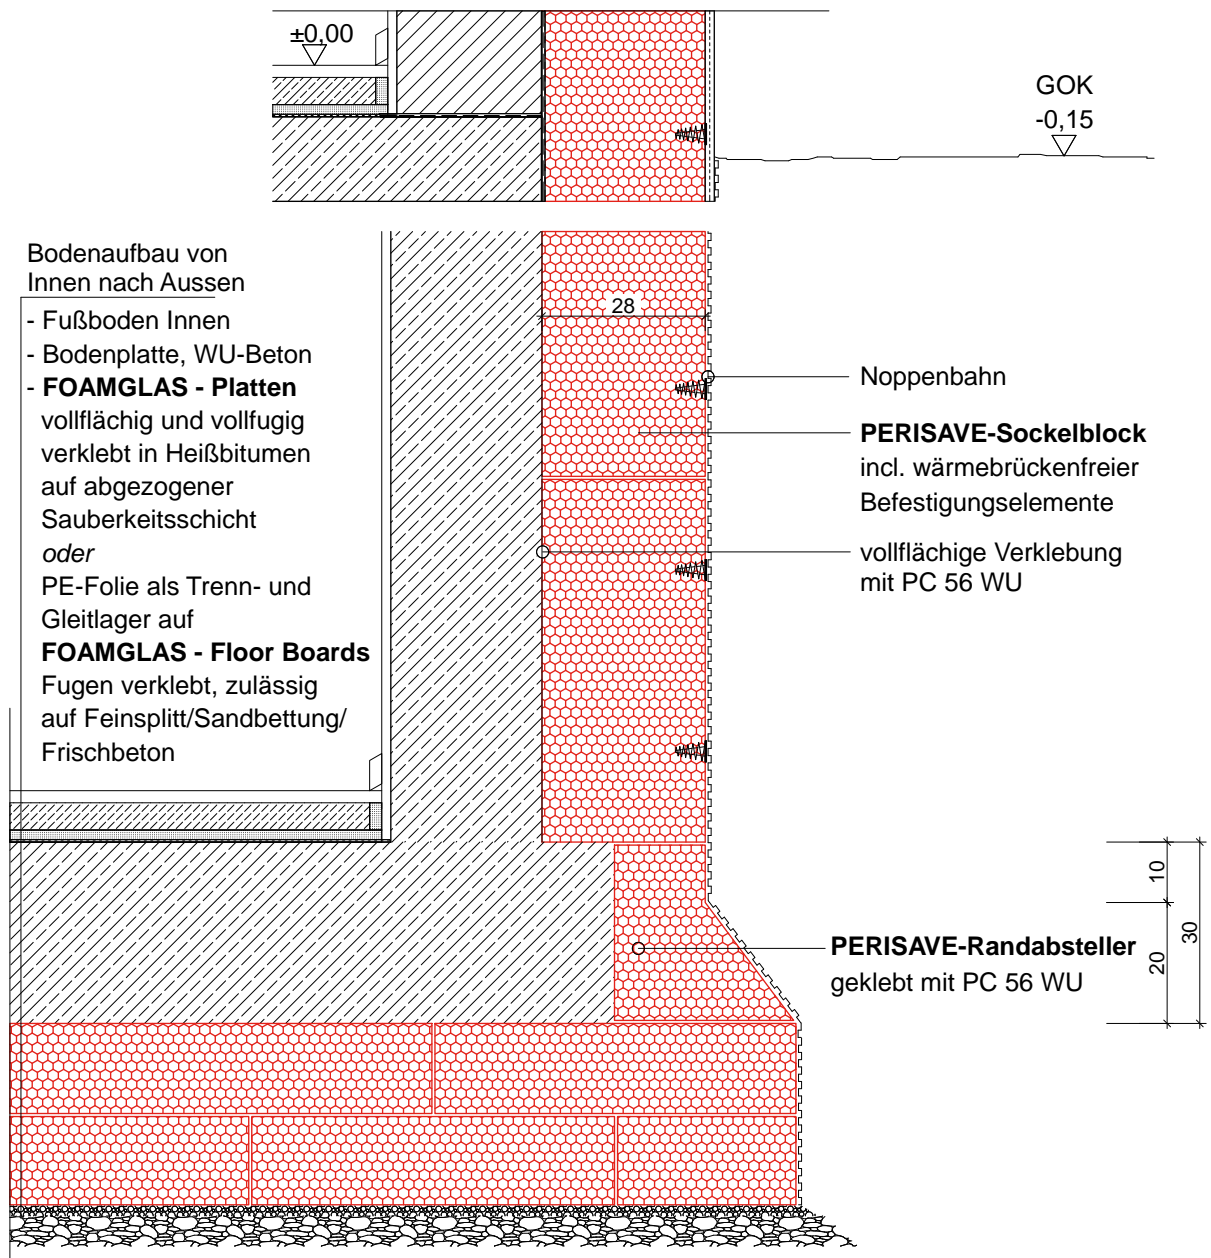 ±0,00
GOK
-0,15
Bodenaufbau von
Innen nach Aussen
- Fußboden Innen
- Bodenplatte, WU-Beton
- FOAMGLAS - Platten
vollflächig und vollfugig
verklebt in Heißbitumen
auf abgezogener
Sauberkeitsschicht
oder
PE-Folie als Trenn- und
Gleitlager auf
FOAMGLAS - Floor Boards
Fugen verklebt, zulässig
auf Feinsplitt/Sandbettung/
Frischbeton
28
Noppenbahn
PERISAVE-Sockelblock
incl. wärmebrückenfreier
Befestigungselemente
vollflächige Verklebung
mit PC 56 WU
PERISAVE-Randabsteller
geklebt mit PC 56 WU
10
20
30